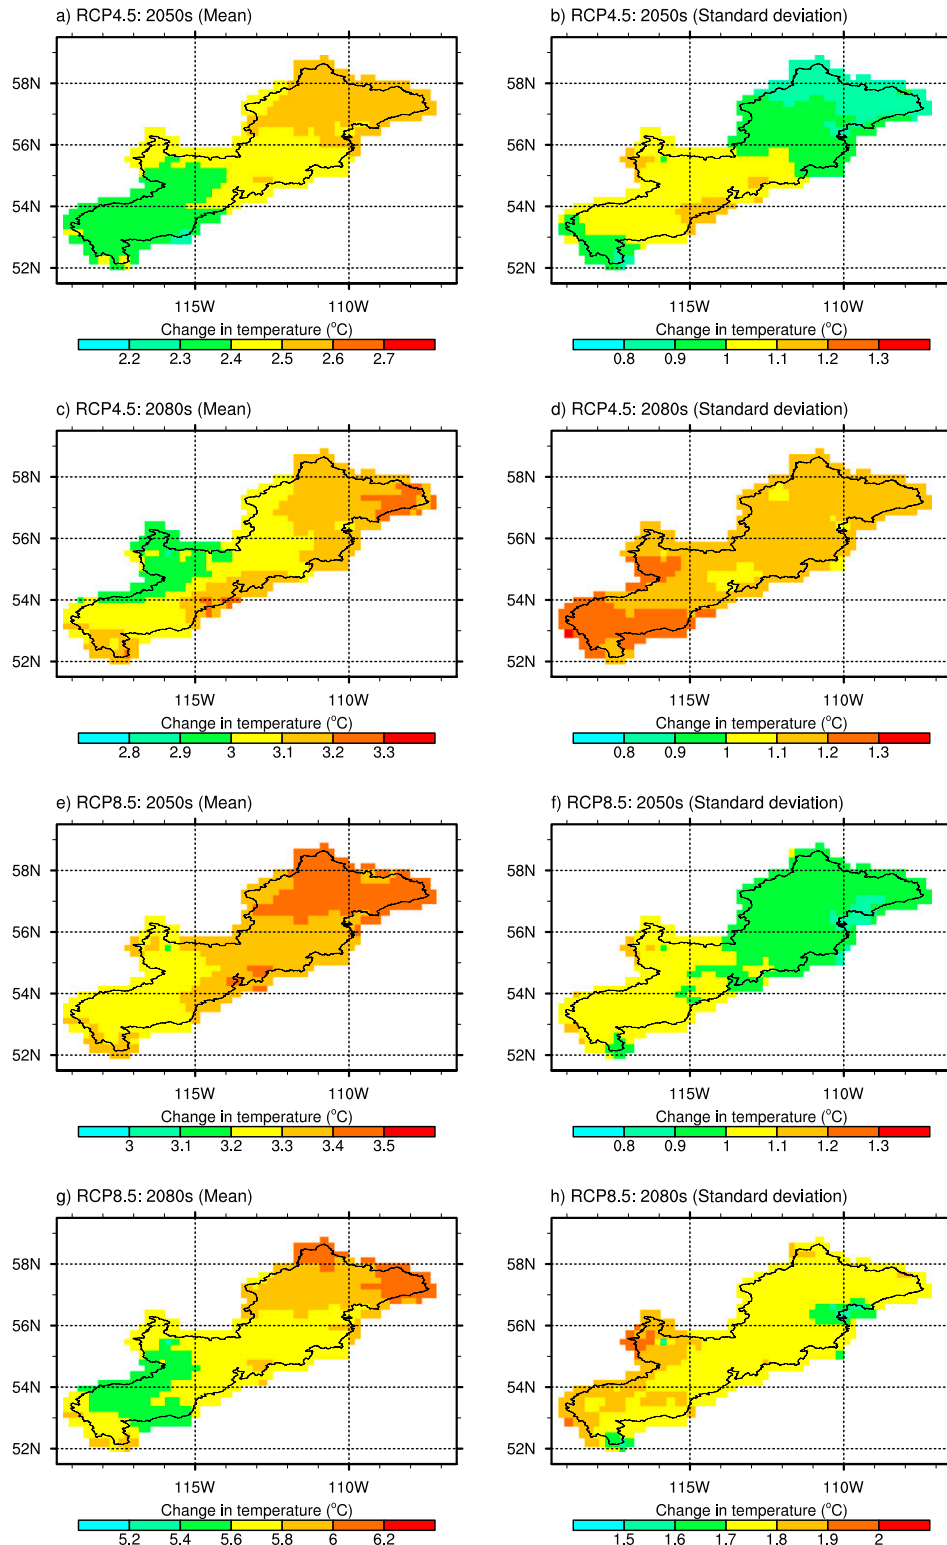 a) RCP4.5: 2050s (Mean)
58N
56N
54N
52N
115W 110W
Change in temperature (°C)
2.2 2.3 2.4 2.5 2.6 2.7
b) RCP4.5: 2050s (Standard deviation)
58N
56N
54N
52N
115W 110W
Change in temperature (°C)
0.8 0.9 1 1.1 1.2 1.3
c) RCP4.5: 2080s (Mean)
58N
56N
54N
52N
115W 110W
Change in temperature (°C)
2.8 2.9 3 3.1 3.2 3.3
d) RCP4.5: 2080s (Standard deviation)
58N
56N
54N
52N
115W 110W
Change in temperature (°C)
0.8 0.9 1 1.1 1.2 1.3
e) RCP8.5: 2050s (Mean)
58N
56N
54N
52N
115W 110W
Change in temperature (°C)
3 3.1 3.2 3.3 3.4 3.5
f) RCP8.5: 2050s (Standard deviation)
58N
56N
54N
52N
115W 110W
Change in temperature (°C)
0.8 0.9 1 1.1 1.2 1.3
g) RCP8.5: 2080s (Mean)
58N
56N
54N
52N
115W 110W
Change in temperature (°C)
5.2 5.4 5.6 5.8 6 6.2
h) RCP8.5: 2080s (Standard deviation)
58N
56N
54N
52N
115W 110W
Change in temperature (°C)
1.5 1.6 1.7 1.8 1.9 2